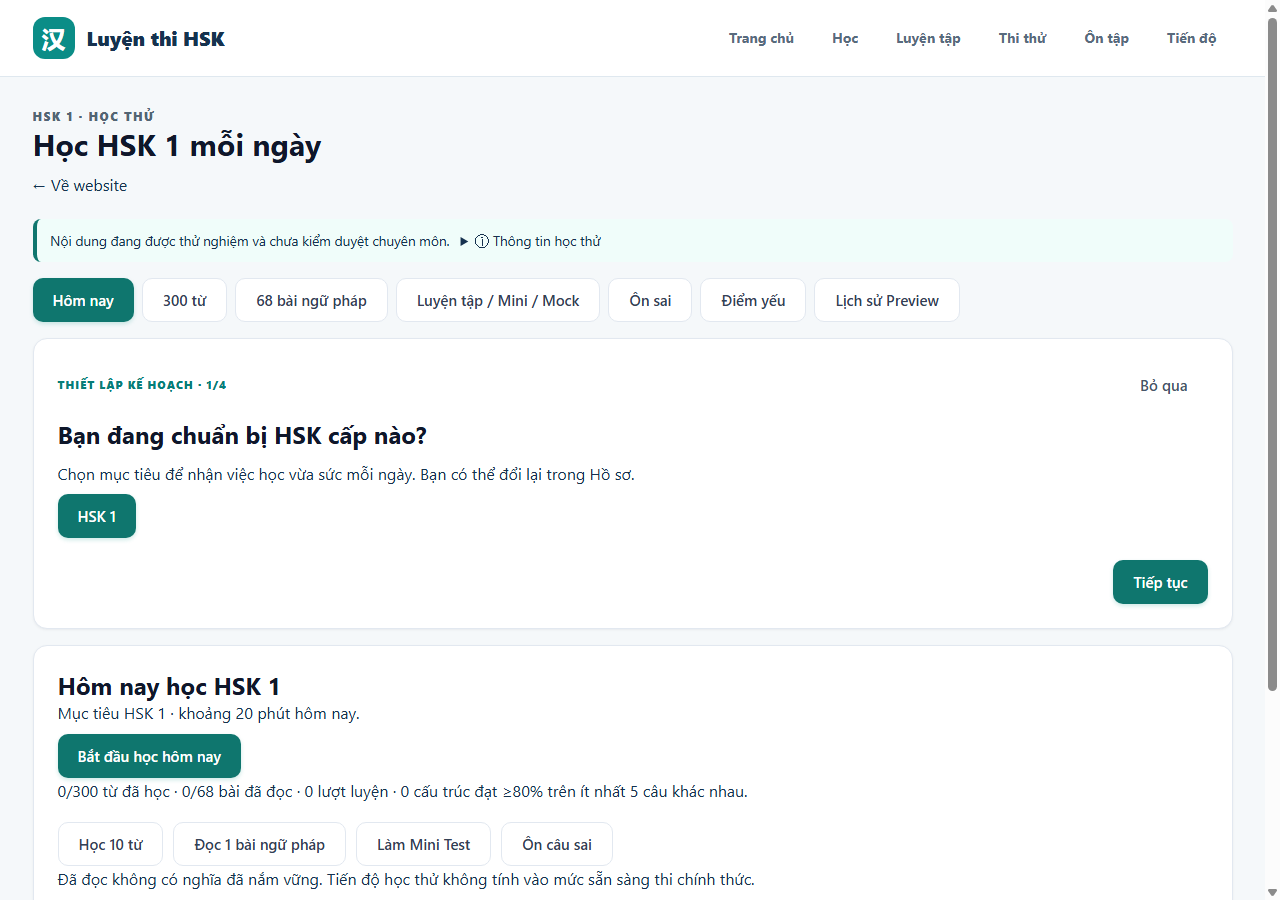 汉 Luyện thi HSK
Trang chủ Học Luyện tập Thi thử Ôn tập Tiến độ
HSK 1 · HỌC THỬ
Học HSK 1 mỗi ngày
← Về website
Nội dung đang được thử nghiệm và chưa kiểm duyệt chuyên môn. ▶ ⓘ Thông tin học thử
Hôm nay 300 từ 68 bài ngữ pháp Luyện tập / Mini / Mock Ôn sai Điểm yếu Lịch sử Preview
THIẾT LẬP KẾ HOẠCH · 1/4 Bỏ qua
Bạn đang chuẩn bị HSK cấp nào?
Chọn mục tiêu để nhận việc học vừa sức mỗi ngày. Bạn có thể đổi lại trong Hồ sơ.
HSK 1
Tiếp tục
Hôm nay học HSK 1
Mục tiêu HSK 1 · khoảng 20 phút hôm nay.
Bắt đầu học hôm nay
0/300 từ đã học · 0/68 bài đã đọc · 0 lượt luyện · 0 cấu trúc đạt ≥80% trên ít nhất 5 câu khác nhau.
Học 10 từ Đọc 1 bài ngữ pháp Làm Mini Test Ôn câu sai
Đã đọc không có nghĩa đã nắm vững. Tiến độ học thử không tính vào mức sẵn sàng thi chính thức.